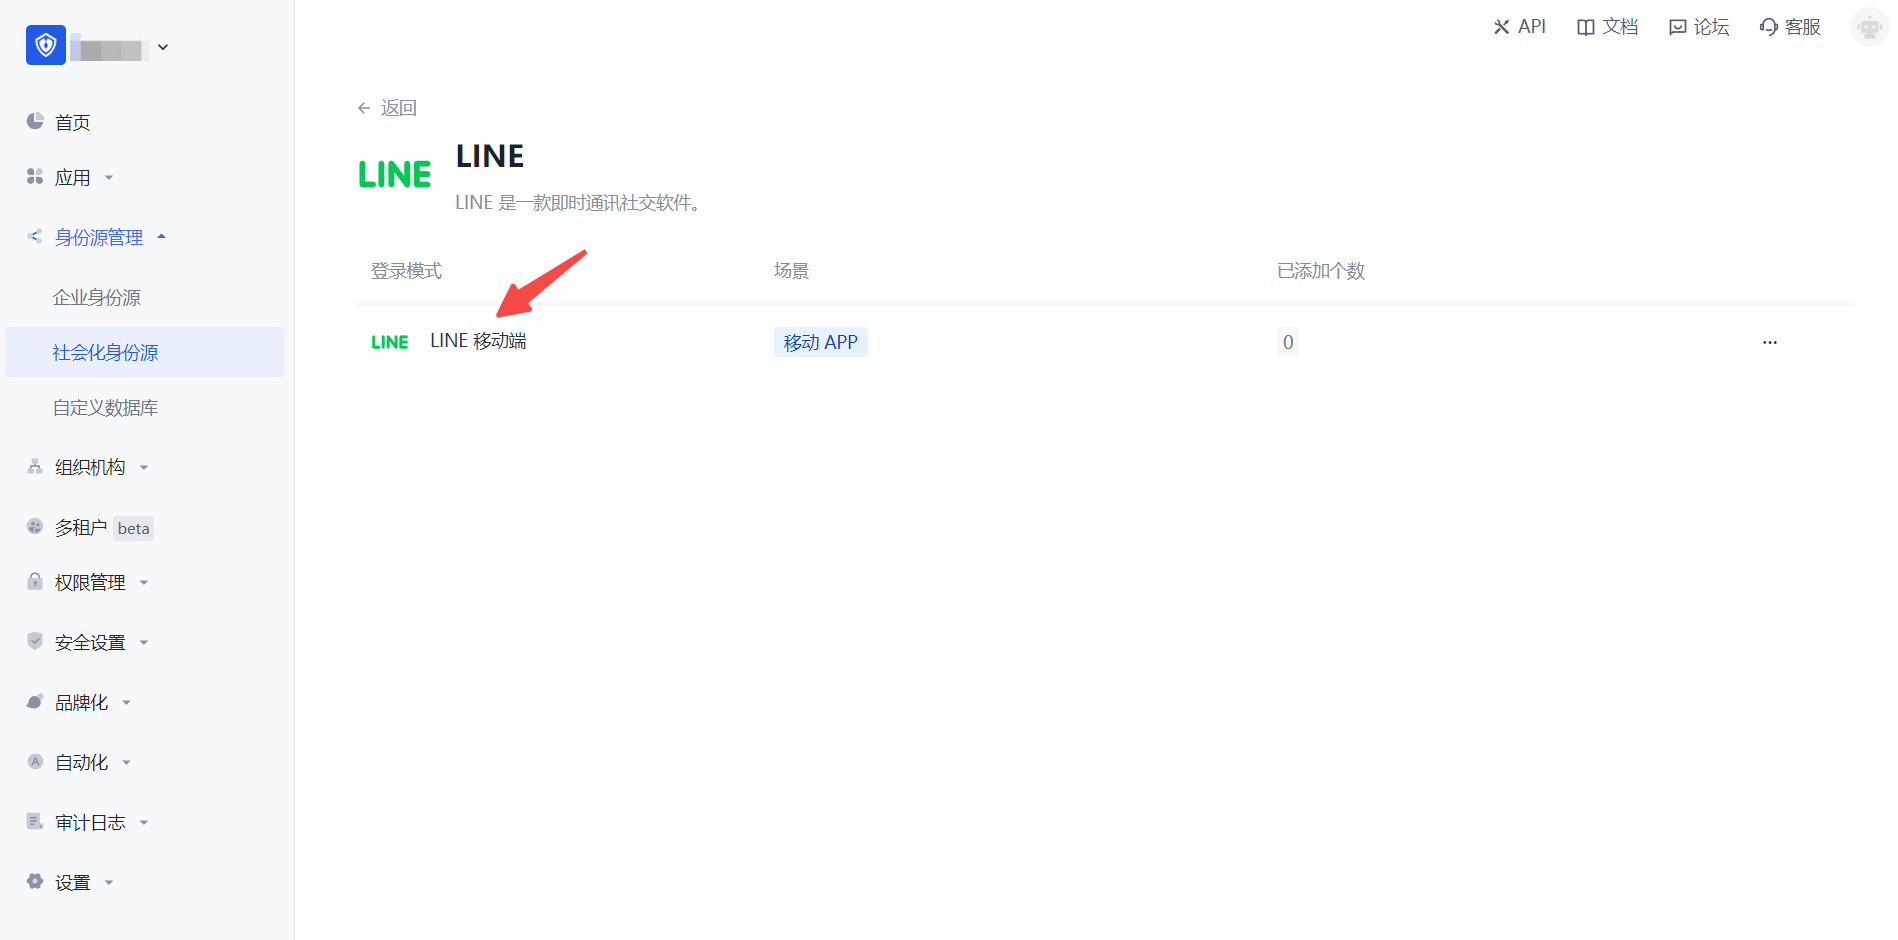 API
文档
论坛
客服
首页
应用
身份源管理
企业身份源
社会化身份源
自定义数据库
组织机构
多租户 beta
权限管理
安全设置
品牌化
自动化
审计日志
设置
返回
LINE
LINE
LINE 是一款即时通讯社交软件。
登录模式 场景 已添加个数
LINE LINE 移动端 移动 APP 0 ...